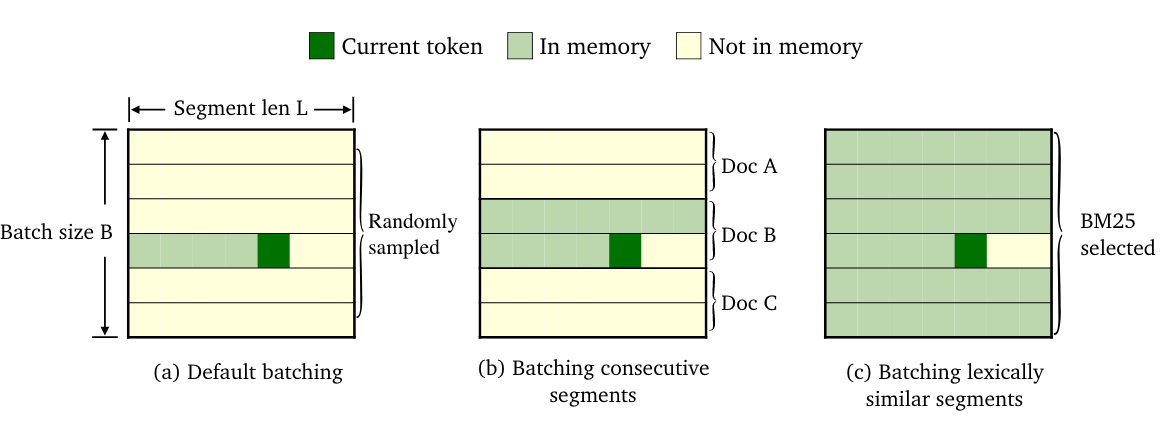 Current token
In memory
Not in memory
Segment len L
Batch size B
Randomly
sampled
(a) Default batching
Doc A
Doc B
Doc C
(b) Batching consecutive
segments
BM25
selected
(c) Batching lexically
similar segments